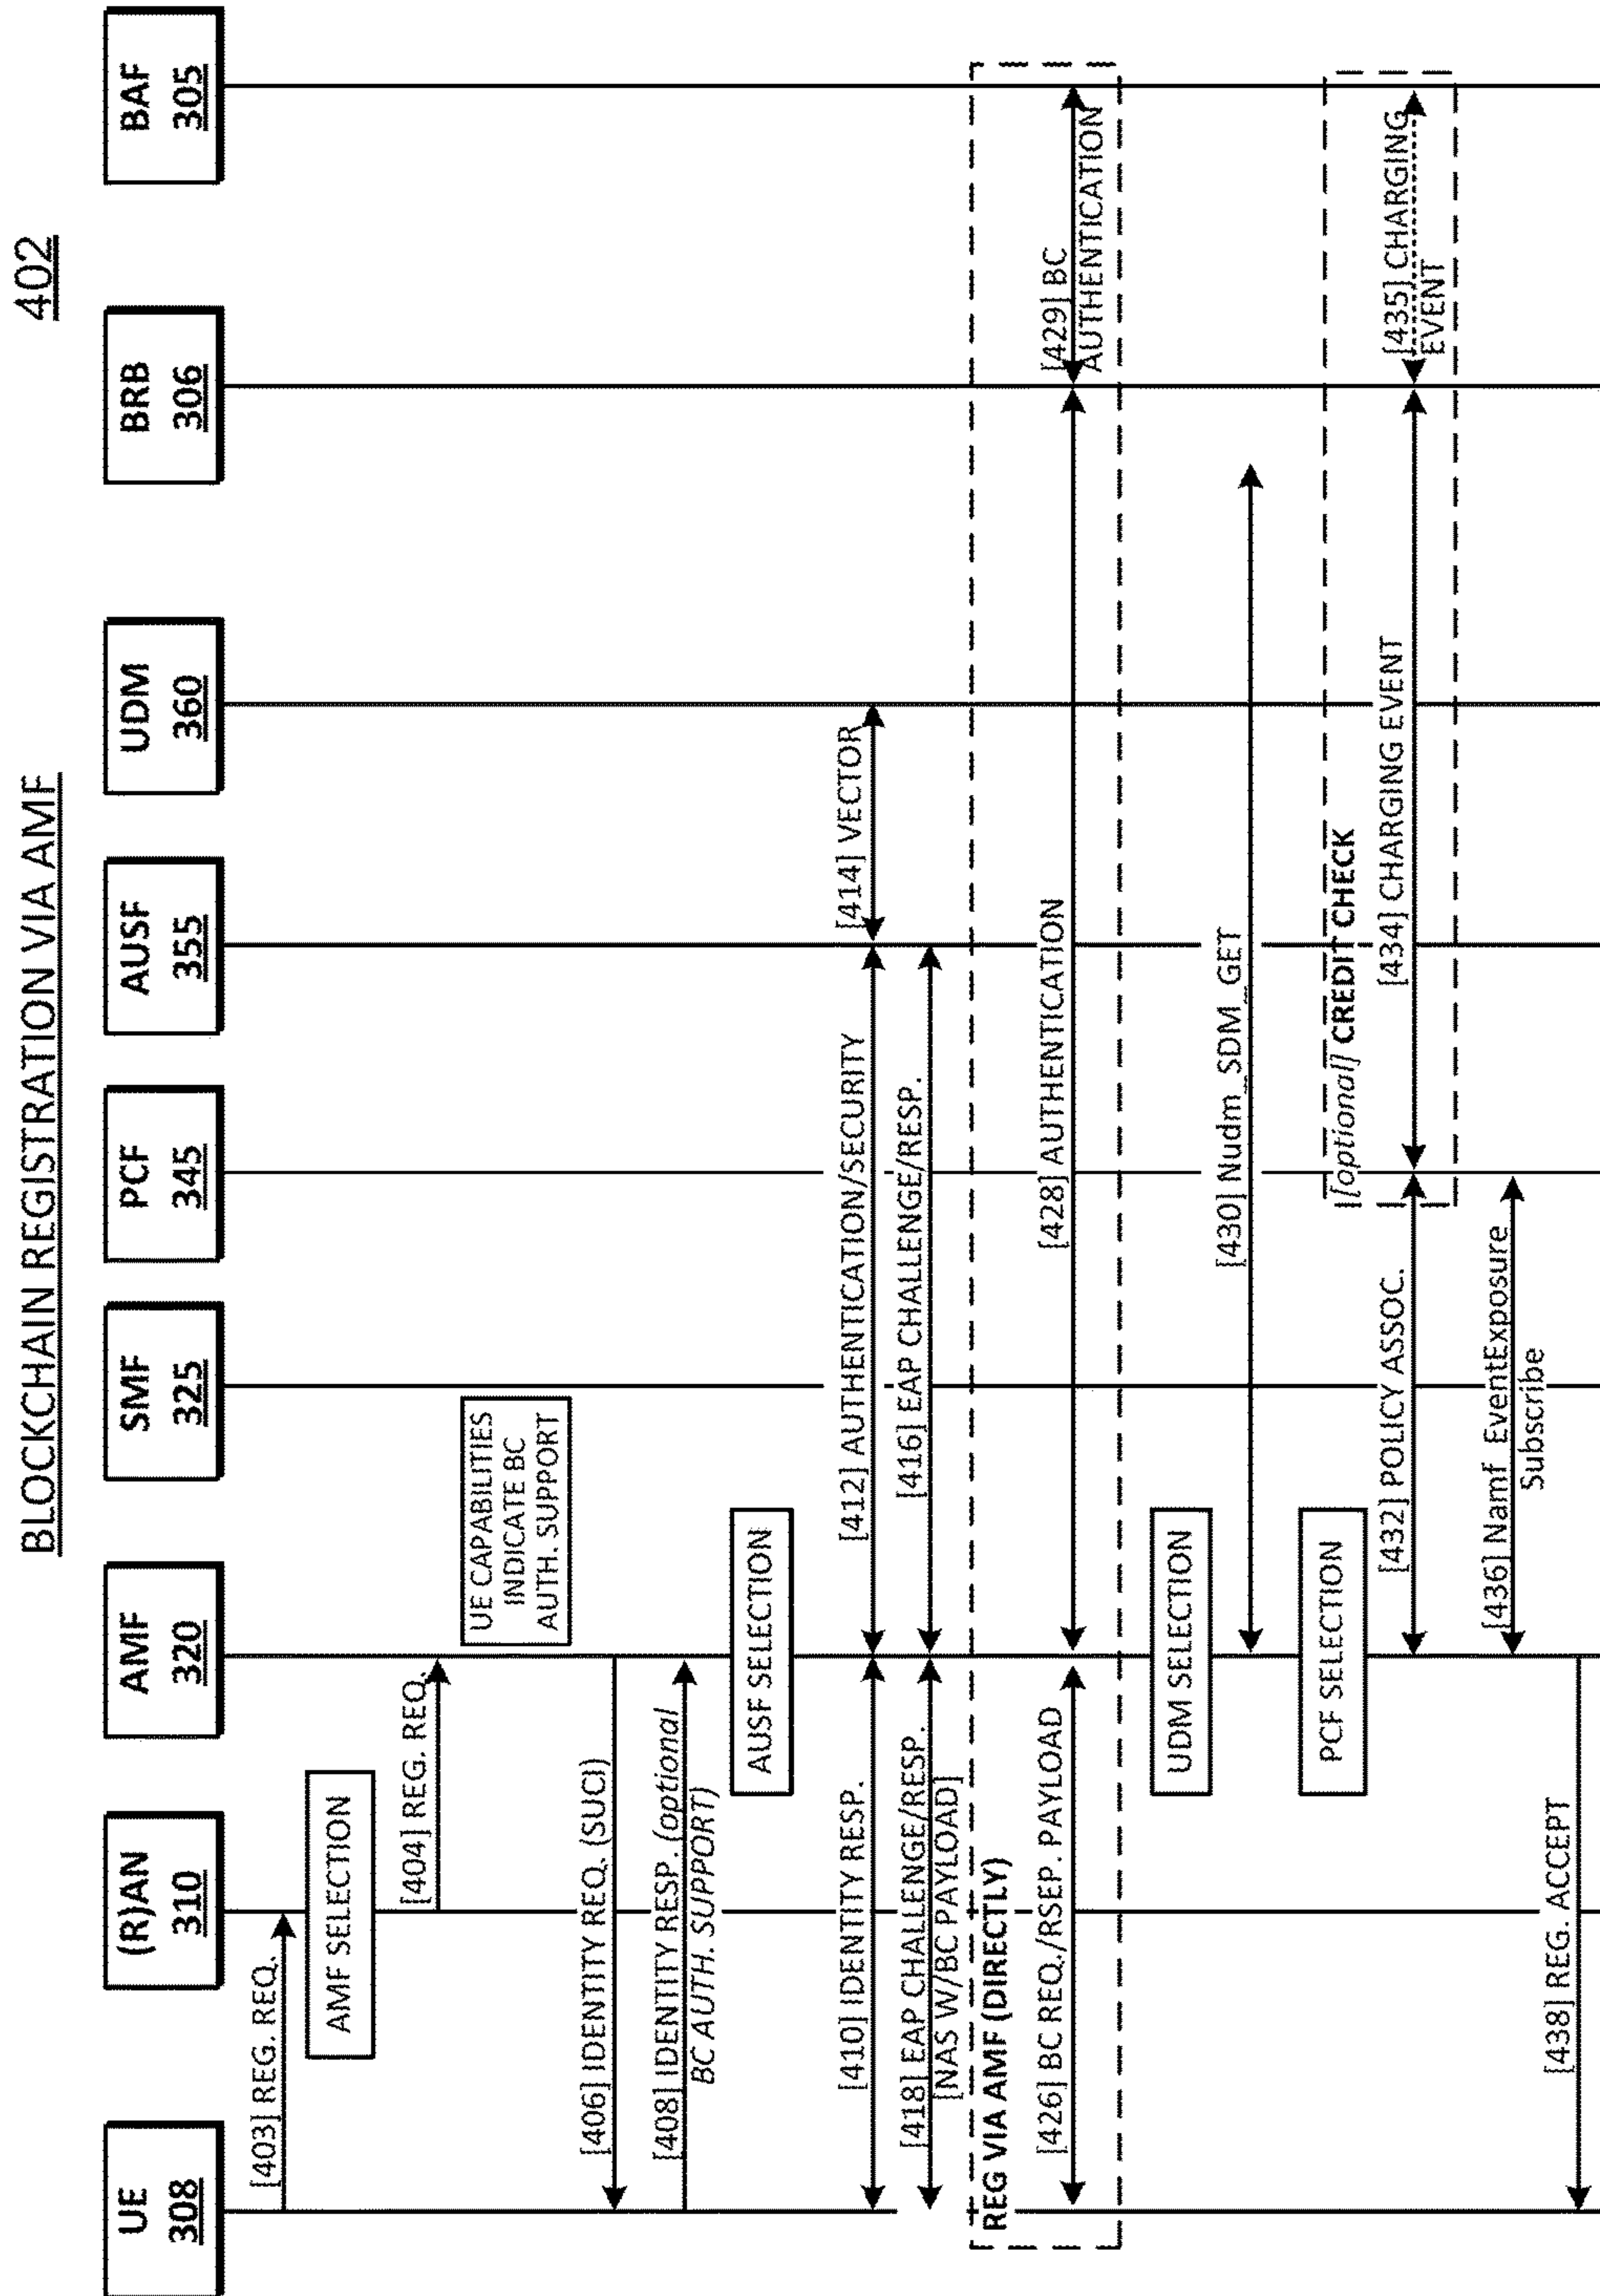 BLOCKCHAIN REGISTRATION VIA AMF
402
UE
308
(R)AN
310
AMF
320
SMF
325
PCF
345
AUSF
355
UDM
360
BRB
306
BAF
305
[403] REG. REQ.
AMF SELECTION
[404] REG. REQ.
UE CAPABILITIES
INDICATE BC
AUTH. SUPPORT
[406] IDENTITY REQ. (SUCI)
[408] IDENTITY RESP. (optional
BC AUTH. SUPPORT)
AUSF SELECTION
[410] IDENTITY RESP.
[412] AUTHENTICATION/SECURITY
[414] VECTOR
[418] EAP CHALLENGE/RESP.
[NAS W/BC PAYLOAD]
[416] EAP CHALLENGE/RESP.
REG VIA AMF (DIRECTLY)
[426] BC REQ./RSEP. PAYLOAD
[428] AUTHENTICATION
[429] BC
AUTHENTICATION
UDM SELECTION
[430] Nudm_SDM_GET
PCF SELECTION
[optional] CREDIT CHECK
[432] POLICY ASSOC.
[434] CHARGING EVENT
[435] CHARGING
EVENT
[436] Namf_EventExposure
Subscribe
[438] REG. ACCEPT